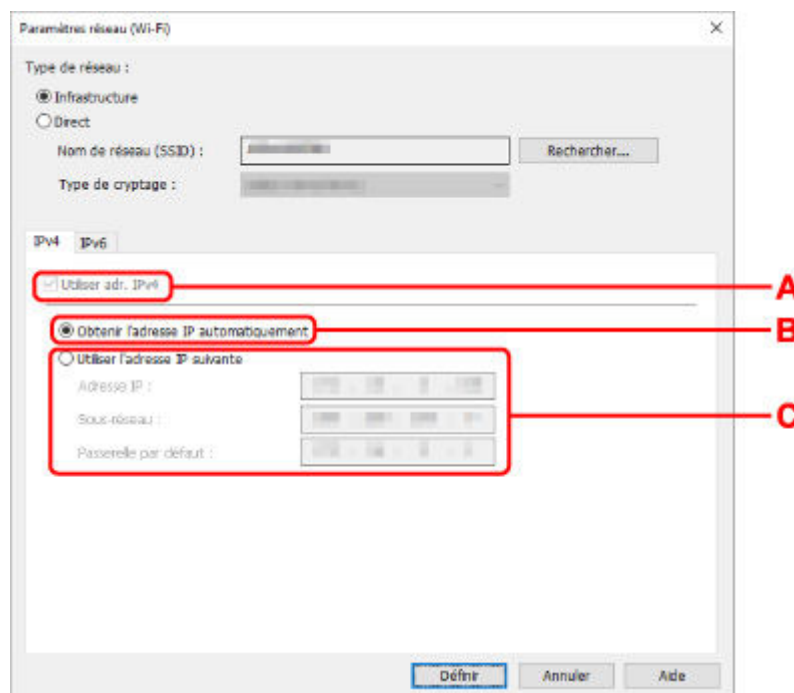 Paramètres réseau (Wi-Fi)
Type de réseau :
Infrastructure
Direct
Nom de réseau (SSID) :
Rechercher...
Type de cryptage :
IPv4 IPv6
Utiliser adr. IPv4
A
Obtenir l'adresse IP automatiquement
B
Utiliser l'adresse IP suivante
Adresse IP :
Sous-réseau :
C
Passerelle par défaut :
Définir Annuler Aide